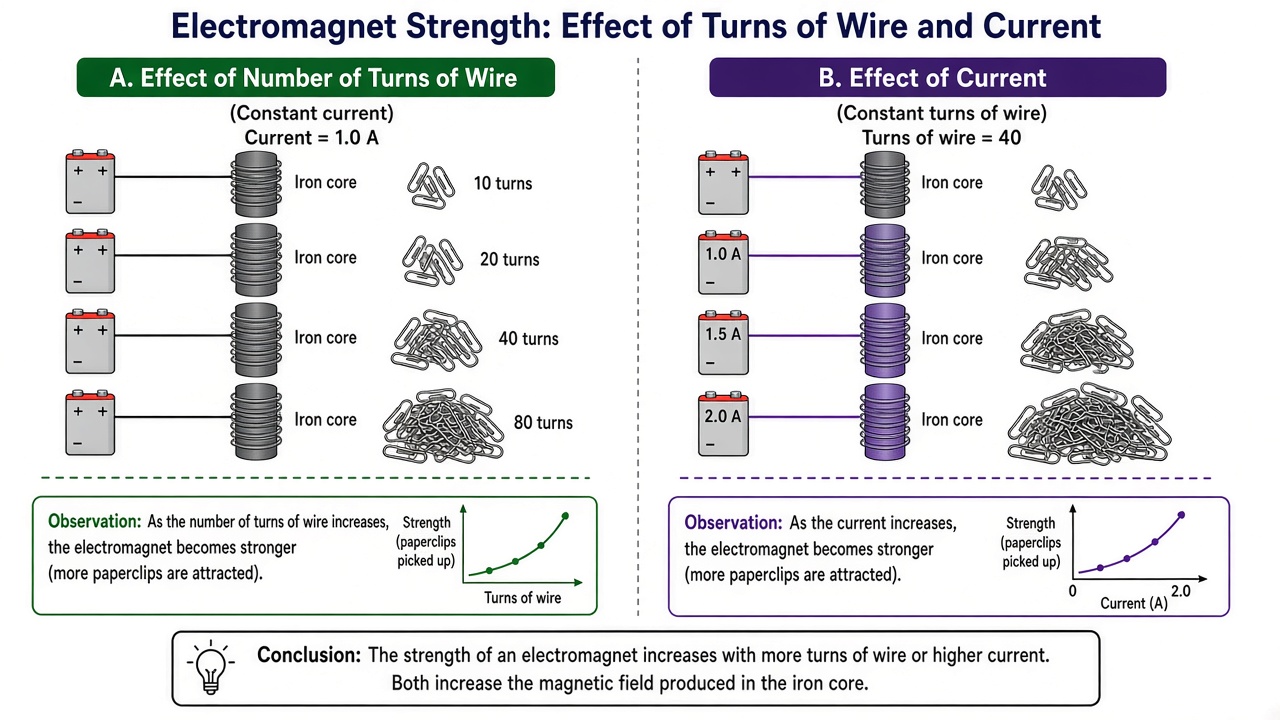 Electromagnet Strength: Effect of Turns of Wire and Current
A. Effect of Number of Turns of Wire
(Constant current)
Current = 1.0 A
+ +
−
Iron core
10 turns
+ +
−
Iron core
20 turns
+ +
−
Iron core
40 turns
+ +
−
Iron core
80 turns
Observation: As the number of turns of wire increases,
the electromagnet becomes stronger
(more paperclips are attracted).
Strength
(paperclips
picked up)
Turns of wire
B. Effect of Current
(Constant turns of wire)
Turns of wire = 40
+ +
−
Iron core
1.0 A
−
Iron core
1.5 A
−
Iron core
2.0 A
−
Iron core
Observation: As the current increases,
the electromagnet becomes stronger
(more paperclips are attracted).
Strength
(paperclips
picked up)
0 2.0
Current (A)
Conclusion: The strength of an electromagnet increases with more turns of wire or higher current.
Both increase the magnetic field produced in the iron core.